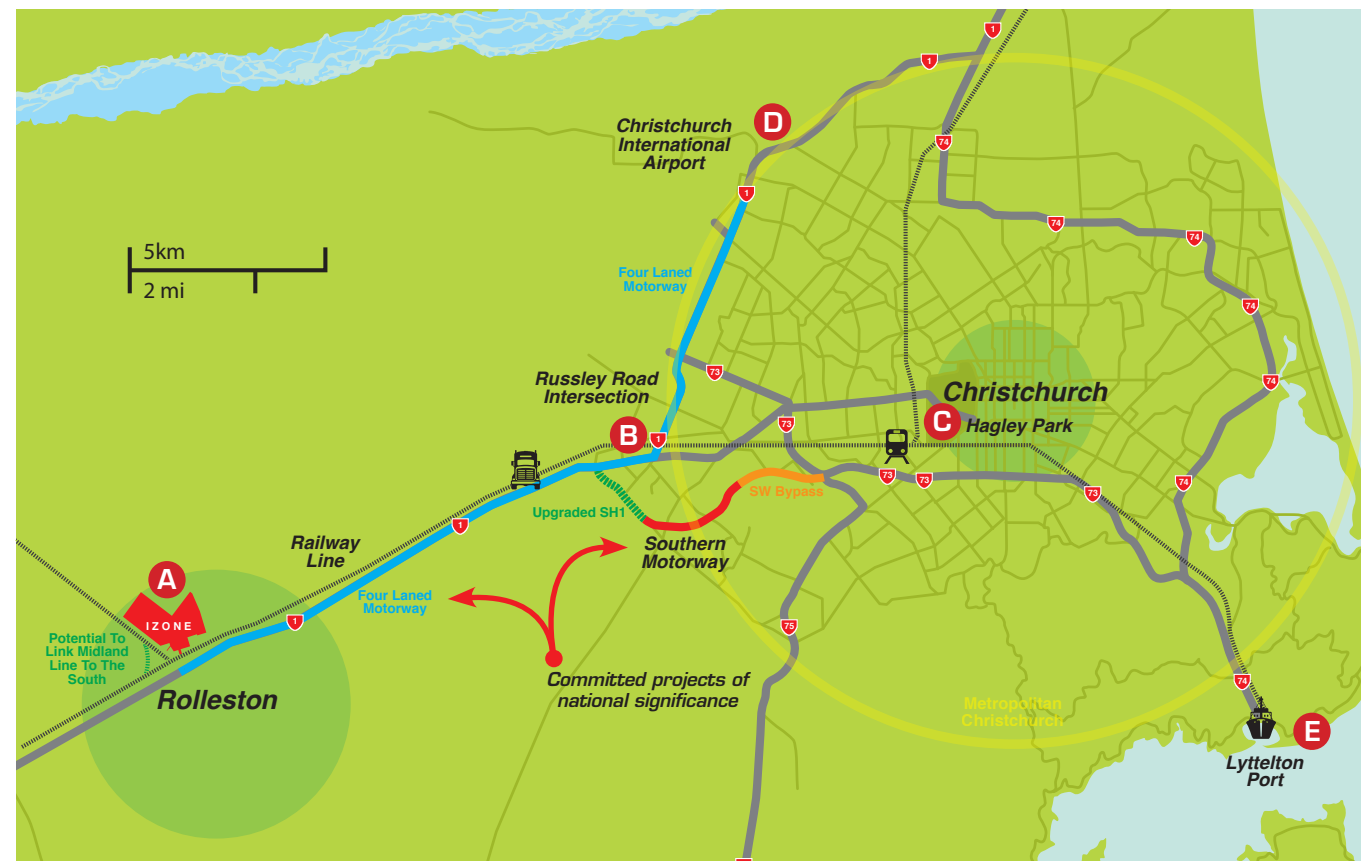 1
1
D
Christchurch
International
Airport
74
1
74
74
5km
2 mi
Four Laned
Motorway
74
Russley Road
Intersection
73
74
Christchurch
B
1
73
C
Hagley Park
73
73
73
74
SW Bypass
Upgraded SH1
1
Southern
Motorway
Railway
Line
A
IZONE
Four Laned
Motorway
1
75
Potential To
Link Midland
Line To The
South
Rolleston
Committed projects of
national significance
Metropolitan
Christchurch
74
E
Lyttelton
Port